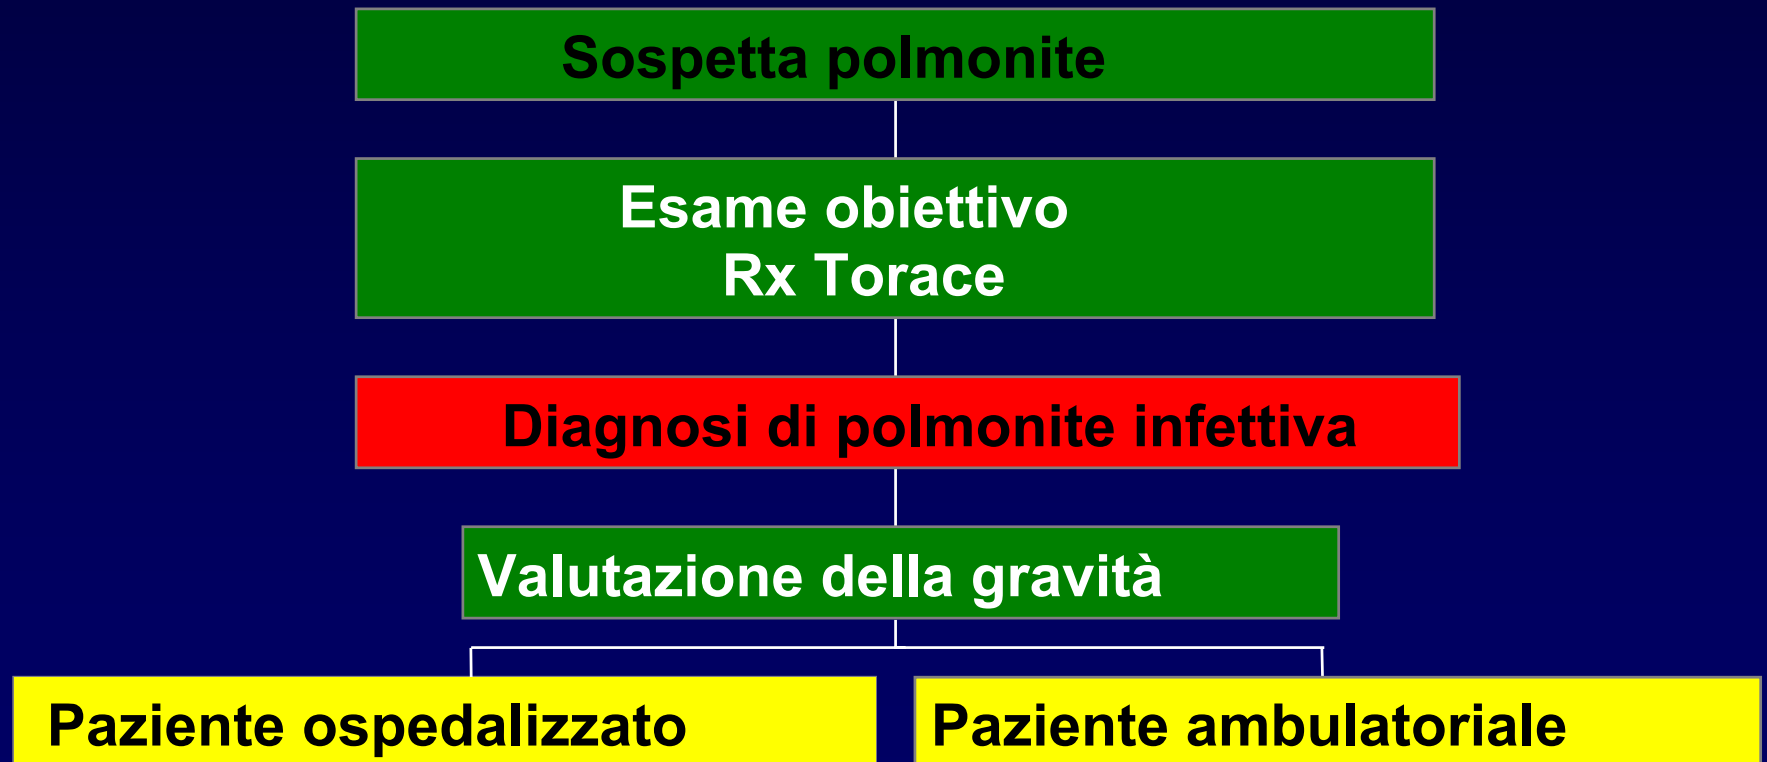 Sospetta polmonite
Esame obiettivo
Rx Torace
Diagnosi di polmonite infettiva
Valutazione della gravità
Paziente ospedalizzato
Paziente ambulatoriale